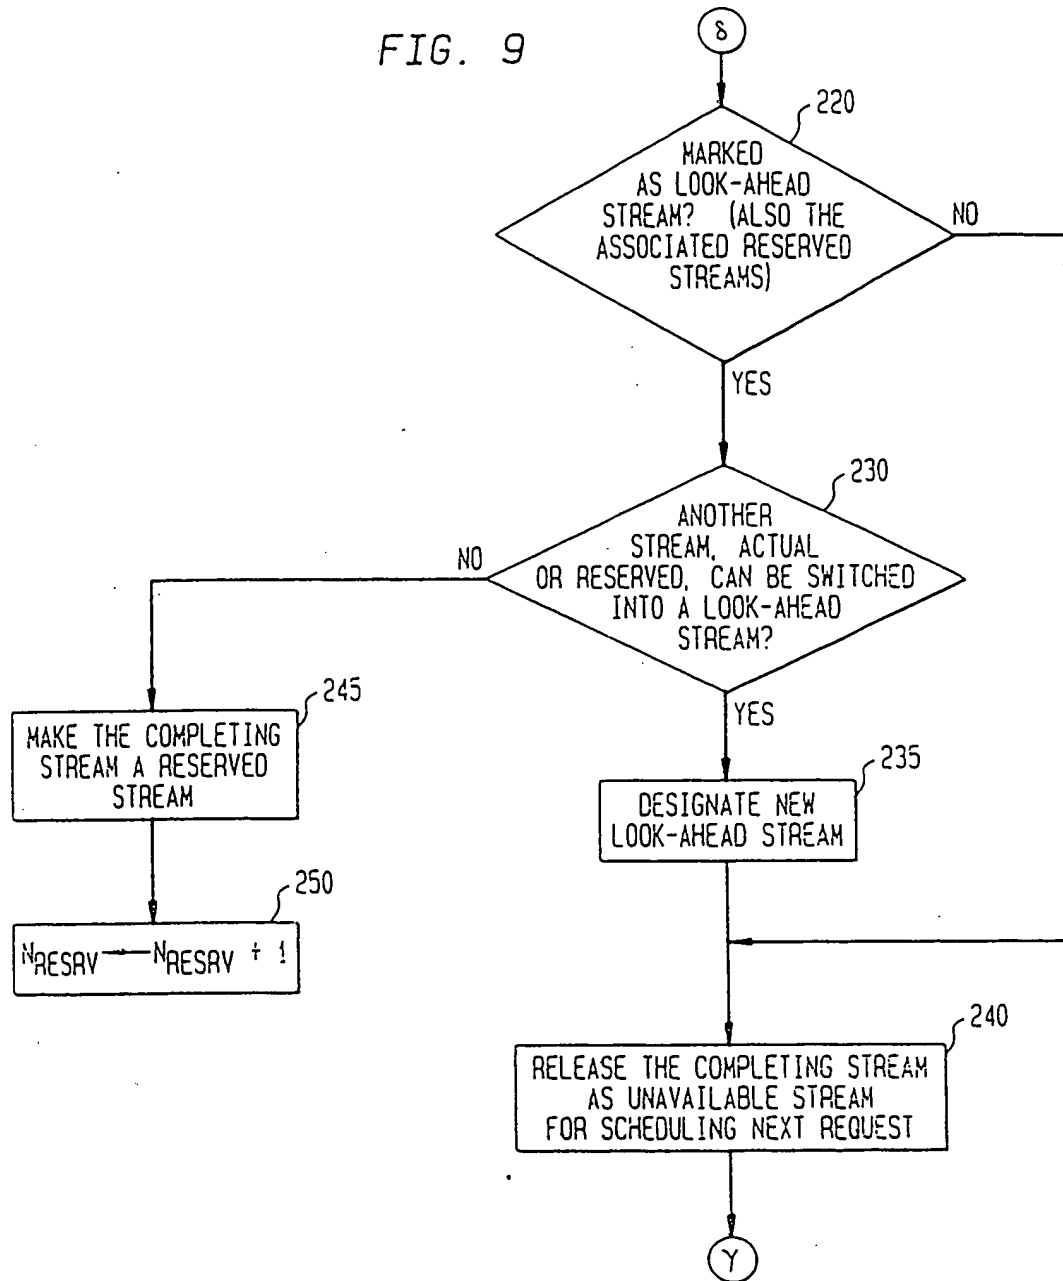 FIG. 9
δ
220
MARKED
AS LOOK-AHEAD
STREAM? (ALSO THE
ASSOCIATED RESERVED
STREAMS)
NO
YES
230
ANOTHER
STREAM, ACTUAL
OR RESERVED, CAN BE SWITCHED
INTO A LOOK-AHEAD
STREAM?
NO
YES
245
MAKE THE COMPLETING
STREAM A RESERVED
STREAM
235
DESIGNATE NEW
LOOK-AHEAD STREAM
250
NRESRV ← NRESRV + 1
240
RELEASE THE COMPLETING STREAM
AS UNAVAILABLE STREAM
FOR SCHEDULING NEXT REQUEST
γ